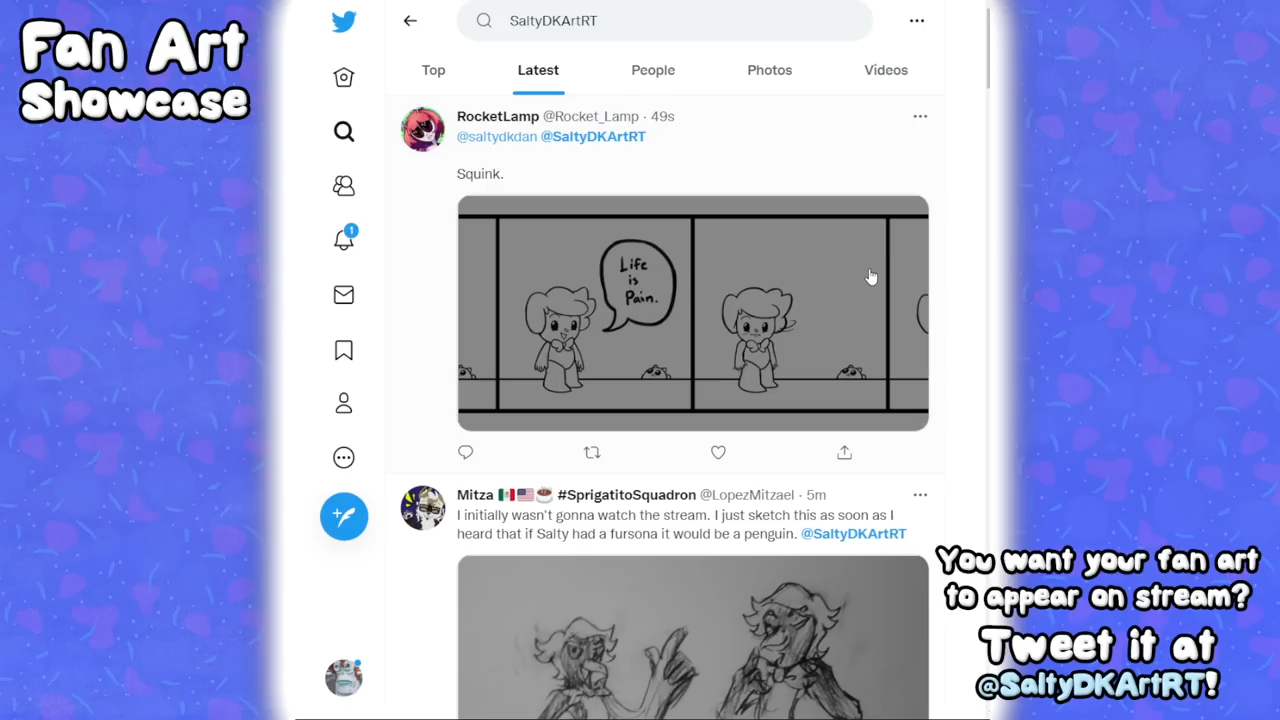 Fan Art
Showcase
SaltyDKArtRT
Top
Latest
People
Photos
Videos
RocketLamp @Rocket_Lamp · 49s
@saltydkdan @SaltyDKArtRT
Squink.
Life
is
Pain.
1
Mitza 🇲🇽🇺🇸☕ #SprigatitoSquadron @LopezMitzael · 5m
I initially wasn't gonna watch the stream. I just sketch this as soon as I
heard that if Salty had a fursona it would be a penguin. @SaltyDKArtRT
You want your fan art
to appear on stream?
Tweet it at
@SaltyDKArtRT!